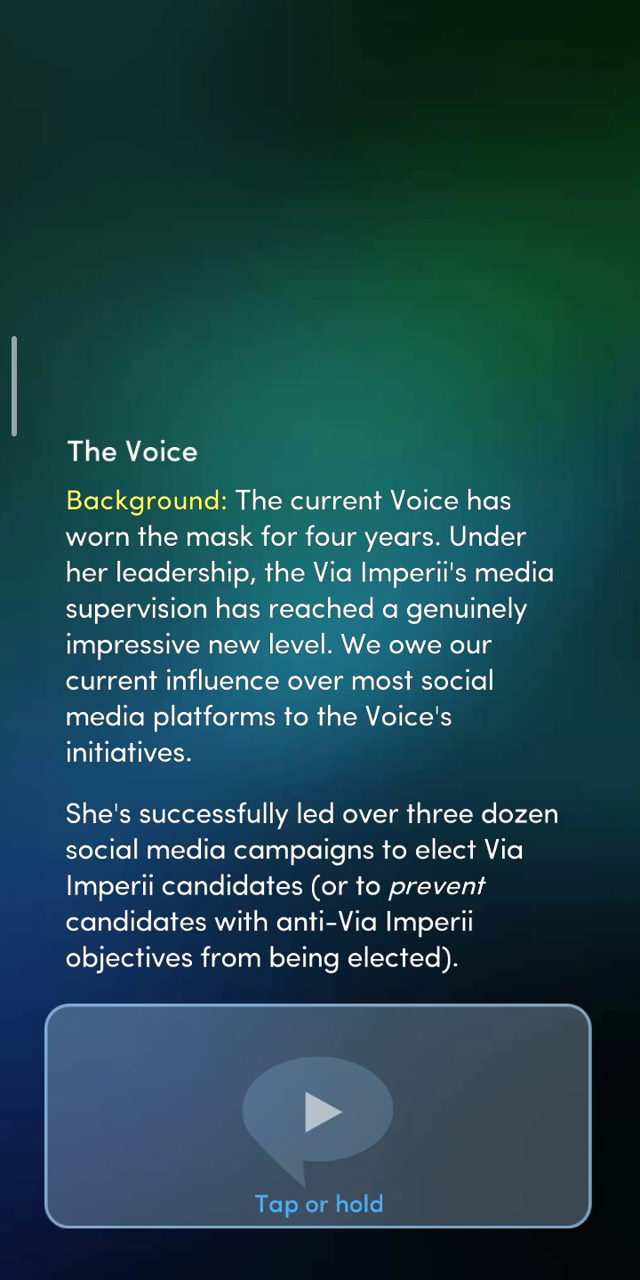 The Voice
Background: The current Voice has
worn the mask for four years. Under
her leadership, the Via Imperii's media
supervision has reached a genuinely
impressive new level. We owe our
current influence over most social
media platforms to the Voice's
initiatives.
She's successfully led over three dozen
social media campaigns to elect Via
Imperii candidates (or to prevent
candidates with anti-Via Imperii
objectives from being elected).
Tap or hold